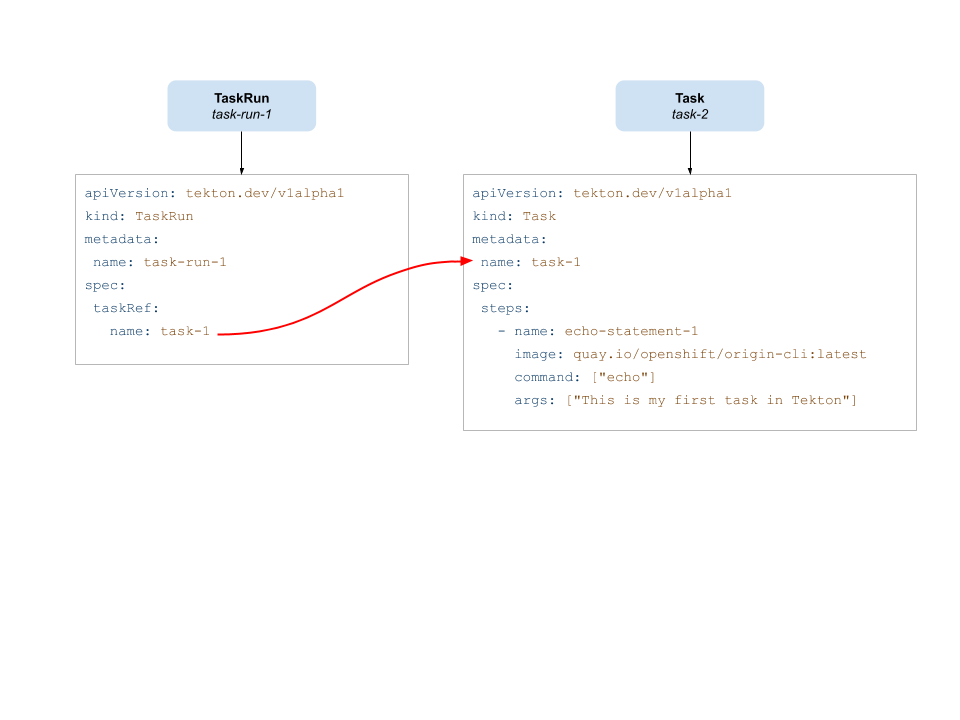 TaskRun
task-run-1
apiVersion: tekton.dev/v1alpha1
kind: TaskRun
metadata:
 name: task-run-1
spec:
 taskRef:
   name: task-1
Task
task-2
apiVersion: tekton.dev/v1alpha1
kind: Task
metadata:
 name: task-1
spec:
 steps:
   - name: echo-statement-1
     image: quay.io/openshift/origin-cli:latest
     command: ["echo"]
     args: ["This is my first task in Tekton"]